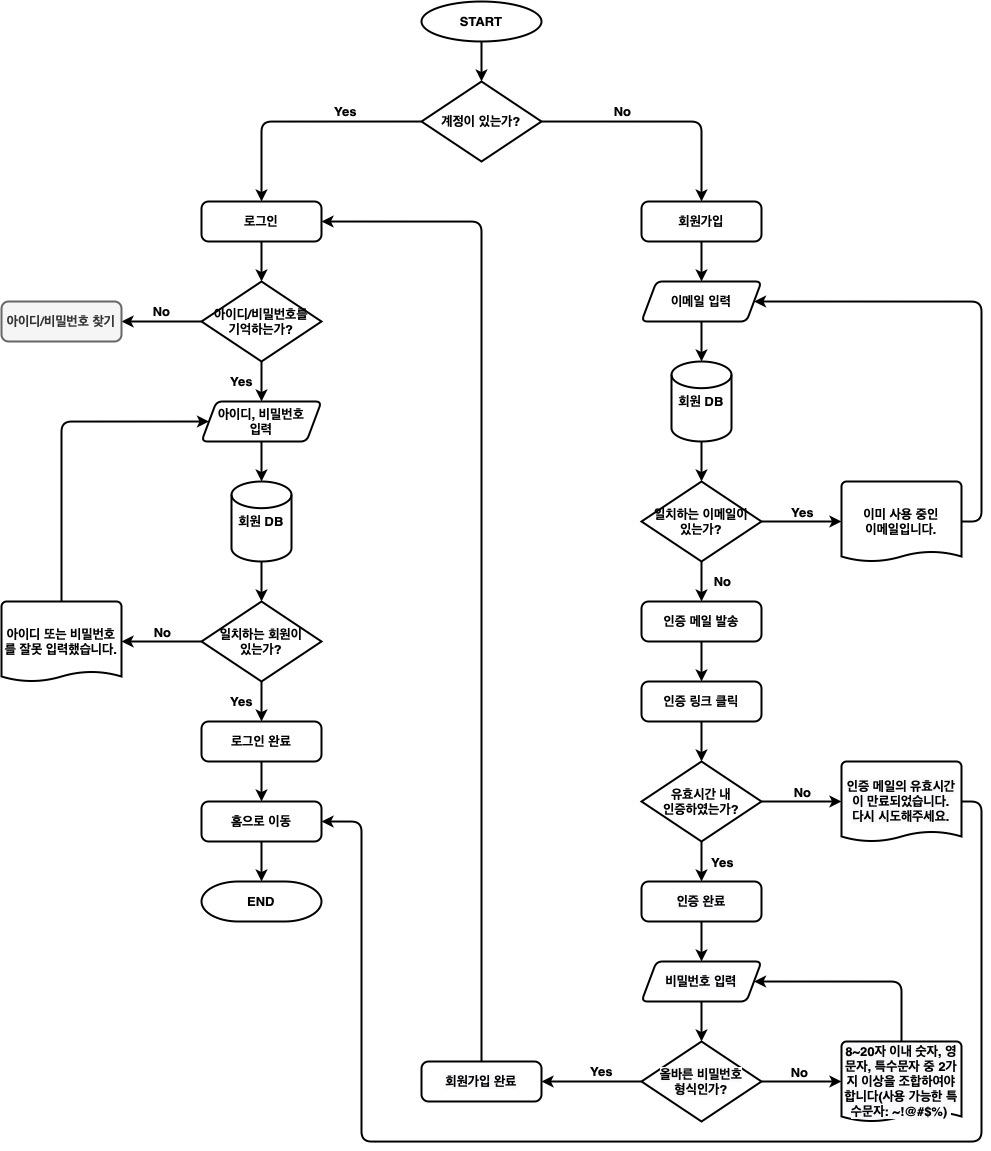 START
계정이 있는가?
Yes
No
로그인
회원가입
아이디/비밀번호를
기억하는가?
No
아이디/비밀번호 찾기
Yes
이메일 입력
아이디, 비밀번호
입력
회원 DB
회원 DB
일치하는 이메일이
있는가?
Yes
이미 사용 중인
이메일입니다.
No
일치하는 회원이
있는가?
No
아이디 또는 비밀번호
를 잘못 입력했습니다.
Yes
인증 메일 발송
인증 링크 클릭
로그인 완료
홈으로 이동
END
유효시간 내
인증하였는가?
No
인증 메일의 유효시간
이 만료되었습니다.
다시 시도해주세요.
Yes
인증 완료
비밀번호 입력
올바른 비밀번호
형식인가?
Yes
회원가입 완료
No
8~20자 이내 숫자, 영
문자, 특수문자 중 2가
지 이상을 조합하여야
합니다(사용 가능한 특
수문자: ~!@#$%)